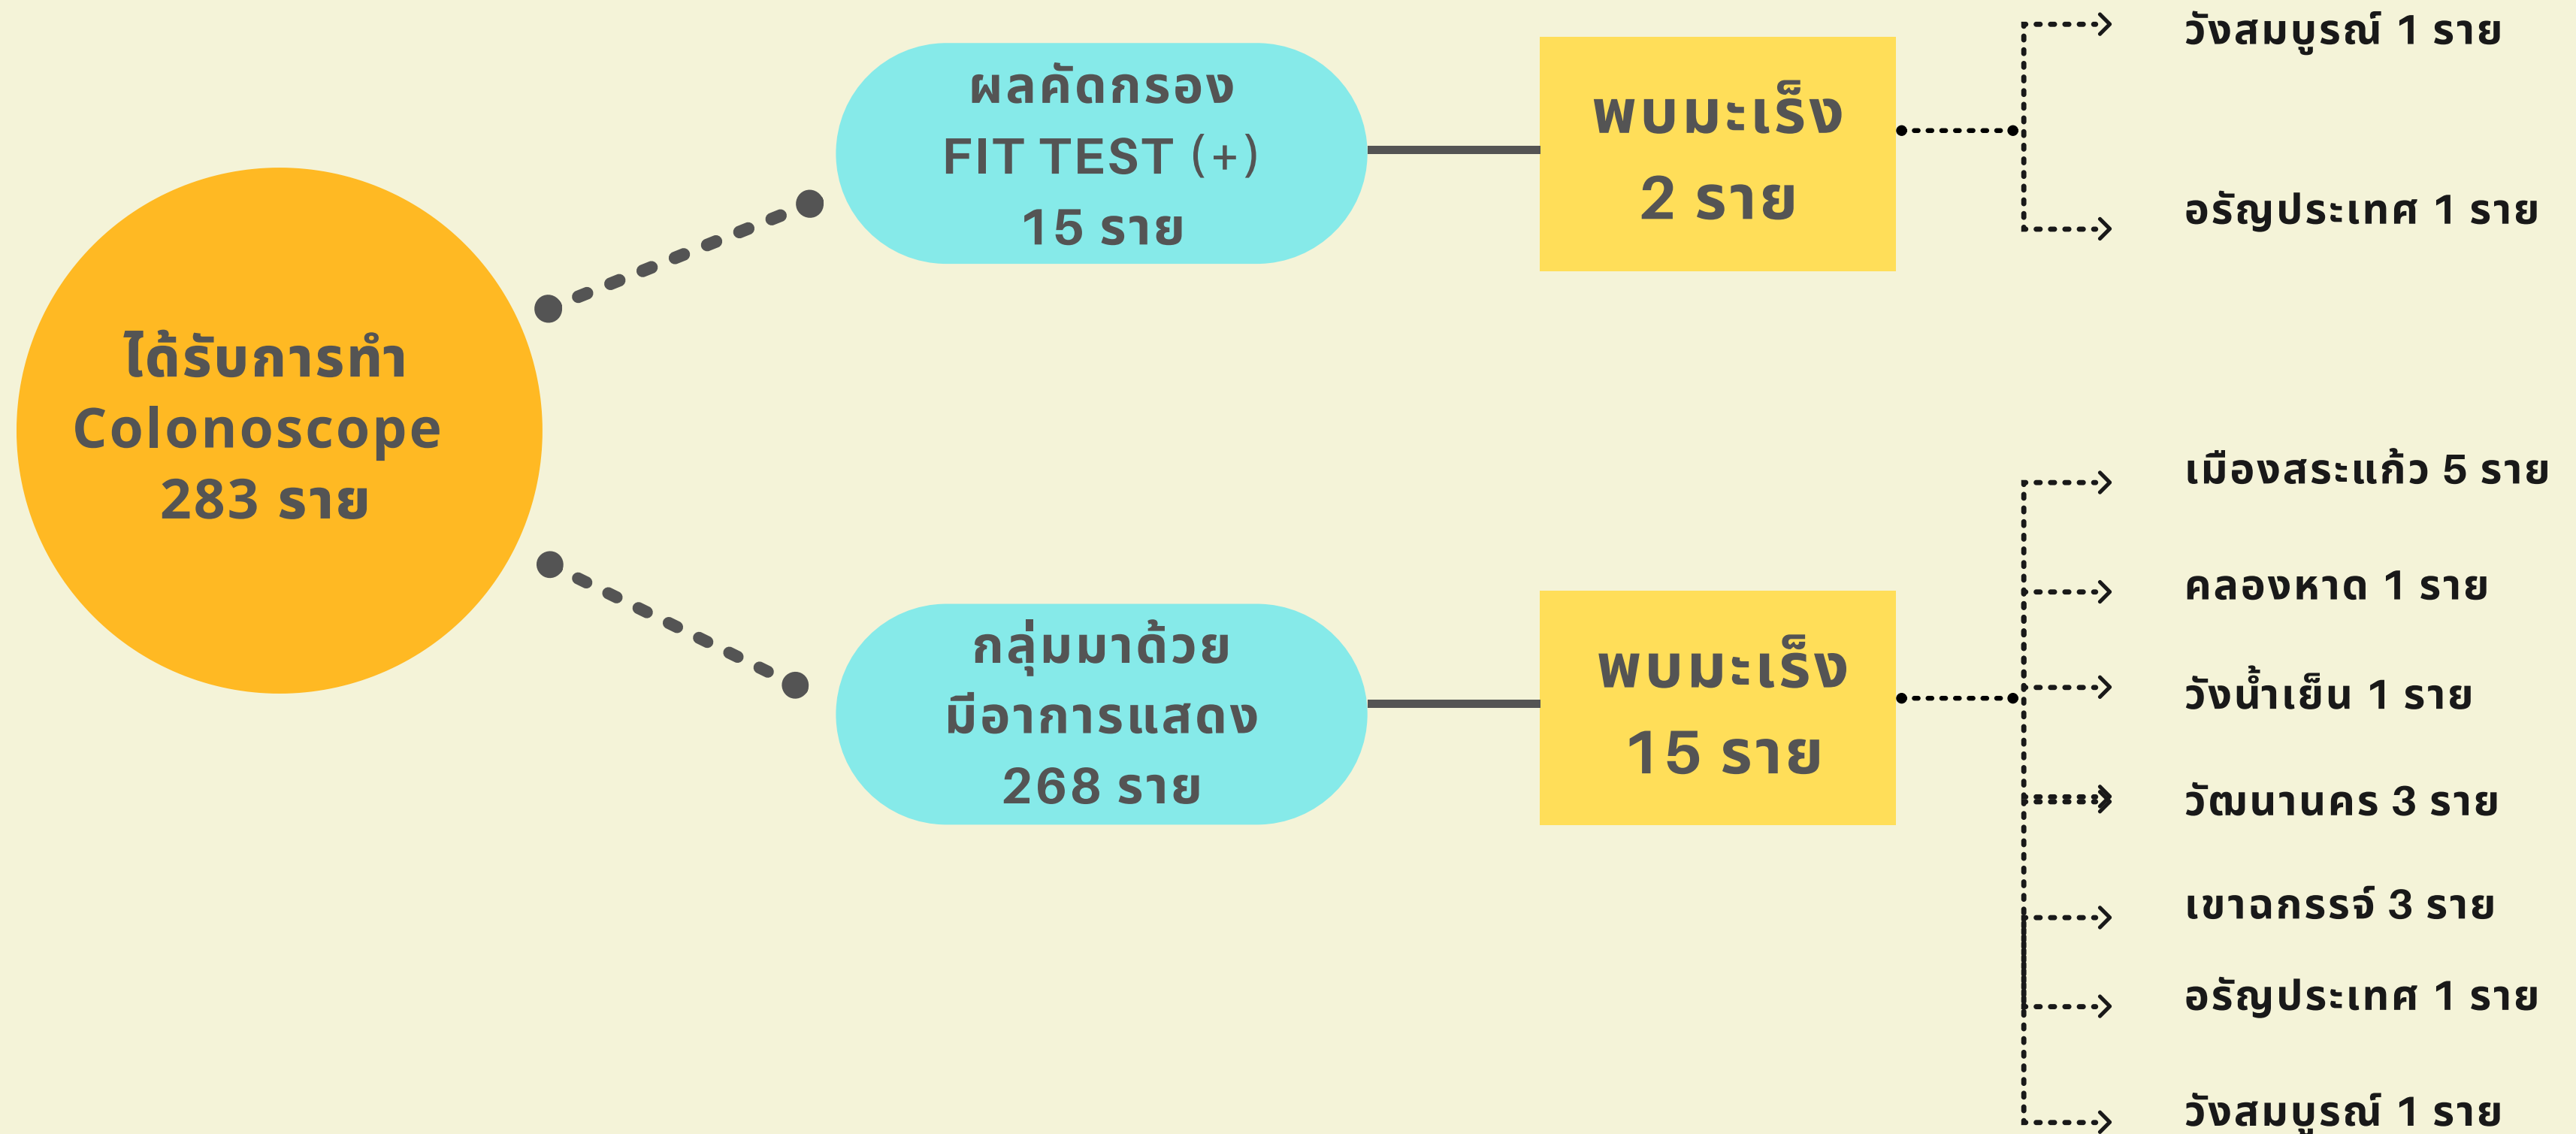 ได้รับการทำ
Colonoscope
283 ราย
ผลคัดกรอง
FIT TEST (+)
15 ราย
พบมะเร็ง
2 ราย
วังสมบูรณ์ 1 ราย
อรัญประเทศ 1 ราย
กลุ่มมาด้วย
มีอาการแสดง
268 ราย
พบมะเร็ง
15 ราย
เมืองสระแก้ว 5 ราย
คลองหาด 1 ราย
วังน้ำเย็น 1 ราย
วัฒนานคร 3 ราย
เขาฉกรรจ์ 3 ราย
อรัญประเทศ 1 ราย
วังสมบูรณ์ 1 ราย